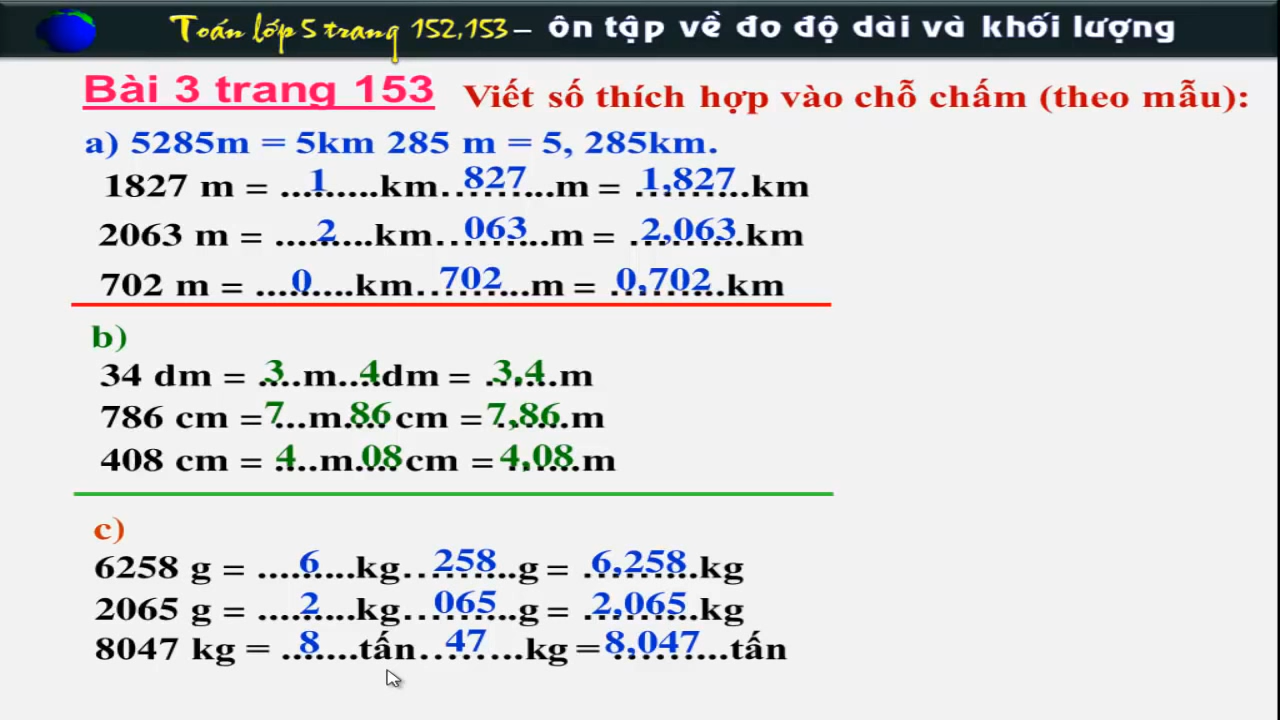 Toán lớp 5 trang 152,153 – ôn tập về đo độ dài và khối lượng
Bài 3 trang 153 Viết số thích hợp vào chỗ chấm (theo mẫu):
a) 5285m = 5km 285 m = 5, 285km.
1827 m = ....1.....km..827...m = ..1,827..km
2063 m = ....2.....km..063...m = ..2,063..km
702 m = ....0.....km..702...m = ..0,702..km
b)
34 dm = .3..m...4dm = .3,4..m
786 cm =7...m.86..cm =7,86..m
408 cm = .4..m..08cm = 4,08..m
c)
6258 g = ....6.....kg..258...g = .6,258..kg
2065 g = ....2.....kg..065...g = .2,065..kg
8047 kg = ..8....tấn..47...kg =8,047...tấn